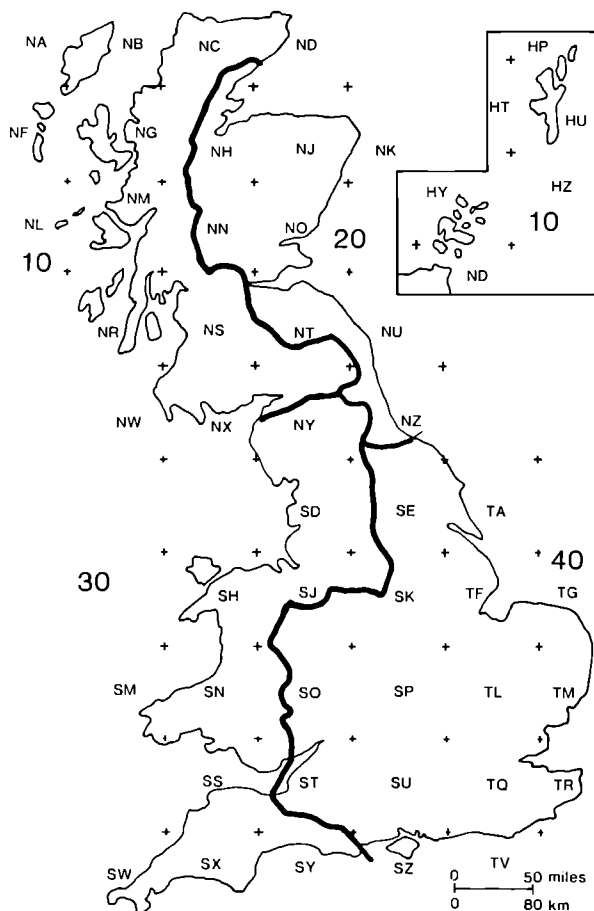 NA NB NC ND
HP
NF NG HT HU
NH NJ NK
NM HY HZ
NL NN NO 20 10
10 ND
NR NS NT NU
NW NX NY NZ
SD SE TA
30 40
SH SJ SK TF TG
SM SN SO SP TL TM
SS ST SU TQ TR
SW SX SY SZ TV
0 50 miles
0 80 km